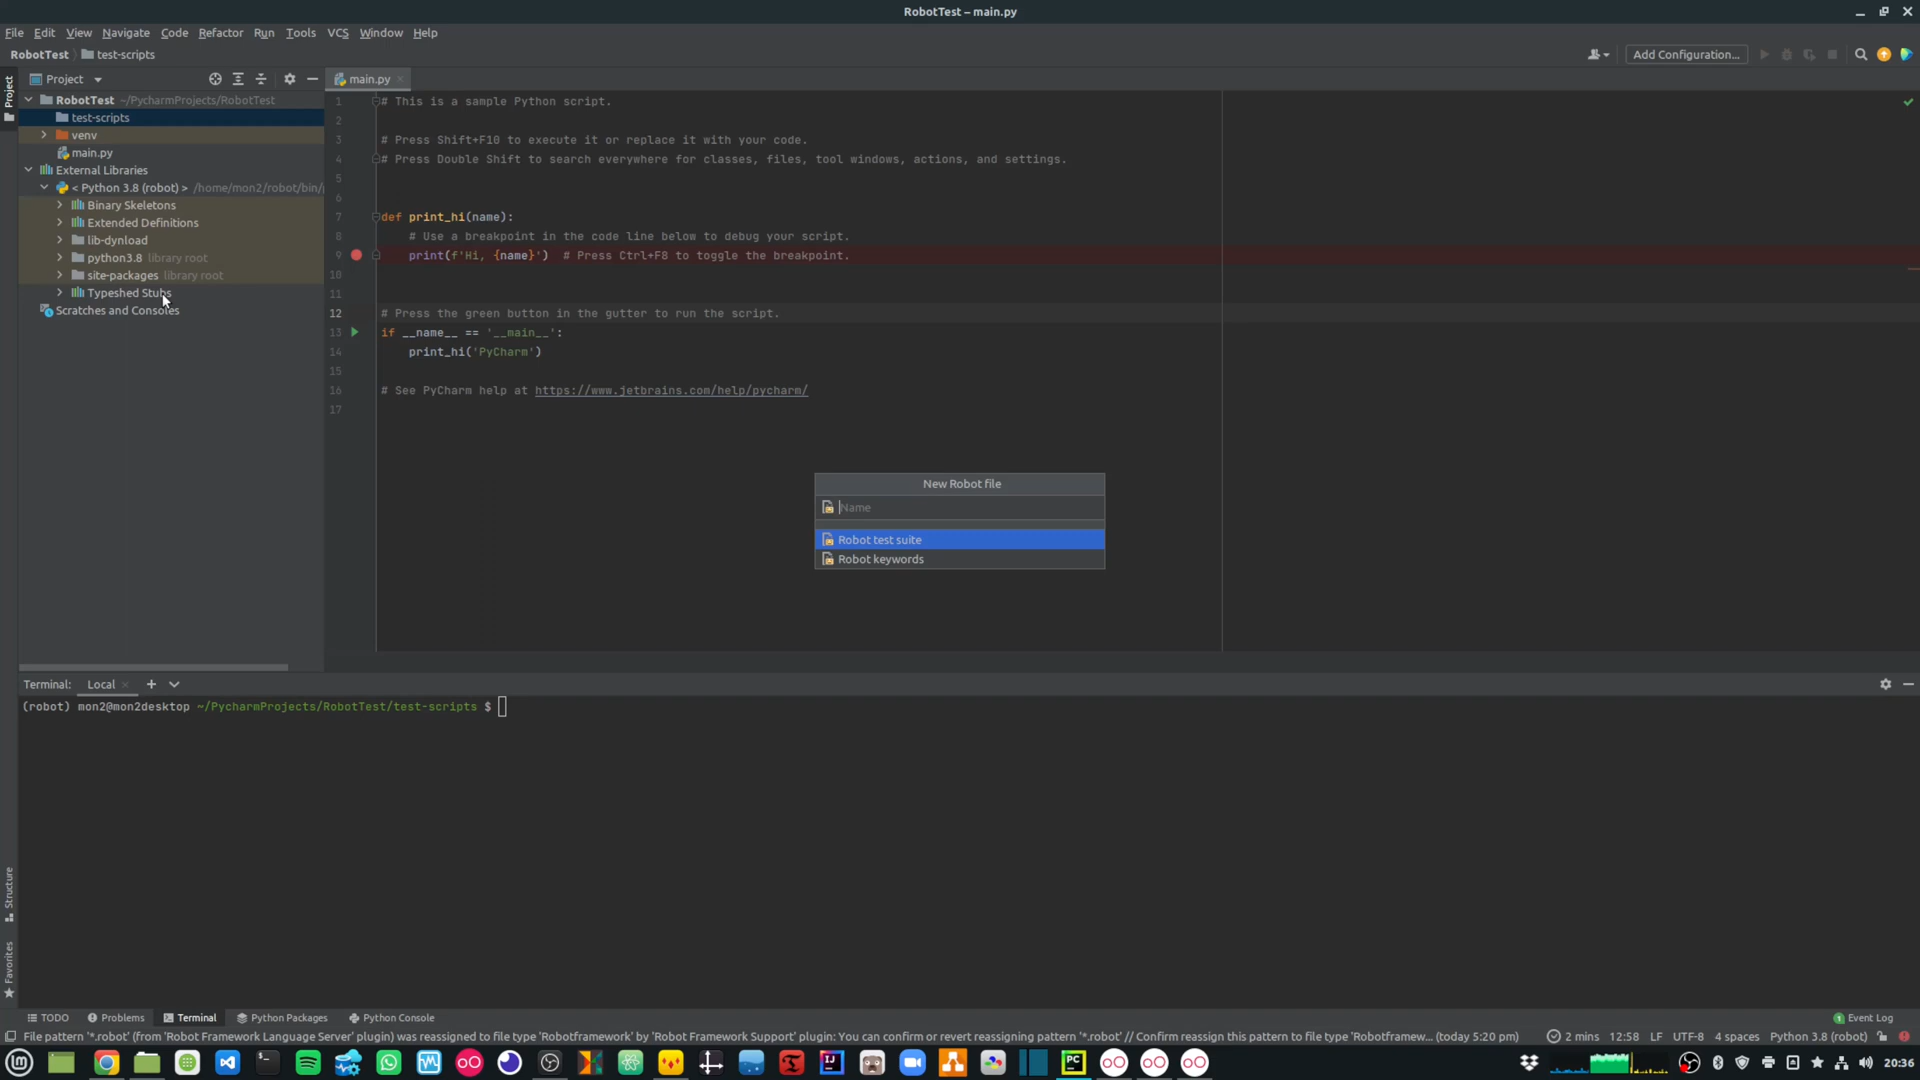 RobotTest – main.py
File Edit View Navigate Code Refactor Run Tools VCS Window Help
RobotTest test-scripts Add Configuration...
Project
main.py
RobotTest ~/PycharmProjects/RobotTest
test-scripts
venv
main.py
External Libraries
< Python 3.8 (robot) > /home/mon2/robot/bin/
Binary Skeletons
Extended Definitions
lib-dynload
python3.8 library root
site-packages library root
Typeshed Stubs
Scratches and Consoles
1 # This is a sample Python script.
2
3 # Press Shift+F10 to execute it or replace it with your code.
4 # Press Double Shift to search everywhere for classes, files, tool windows, actions, and settings.
5
6
7 def print_hi(name):
8 # Use a breakpoint in the code line below to debug your script.
9 print(f'Hi, {name}') # Press Ctrl+F8 to toggle the breakpoint.
10
11
12 # Press the green button in the gutter to run the script.
13 if __name__ == '__main__':
14 print_hi('PyCharm')
15
16 # See PyCharm help at https://www.jetbrains.com/help/pycharm/
17
New Robot file
Name
Robot test suite
Robot keywords
Project
Structure
Favorites
Terminal: Local
(robot) mon2@mon2desktop ~/PycharmProjects/RobotTest/test-scripts $
TODO Problems Terminal Python Packages Python Console 1 Event Log
File pattern '*.robot' (from 'Robot Framework Language Server' plugin) was reassigned to file type 'Robotframework' by 'Robot Framework Support' plugin: You can confirm or revert reassigning pattern '*.robot' // Confirm reassigning this pattern to file type 'Robotframew... (today 5:20 pm) 2 mins 12:58 LF UTF-8 4 spaces Python 3.8 (robot)
IJ PC 20:36